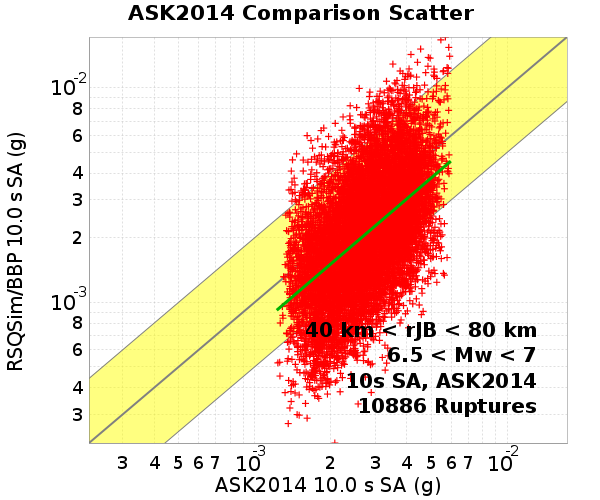 ASK2014 Comparison Scatter
RSQSim/BBP 10.0 s SA (g)
10⁻²
8
6
4
3
2
10⁻³
8
6
4
3
40 km < rJB < 80 km
6.5 < Mw < 7
10s SA, ASK2014
10886 Ruptures
3 4 5 6 7 10⁻³ 2 3 4 5 6 7 10⁻²
ASK2014 10.0 s SA (g)